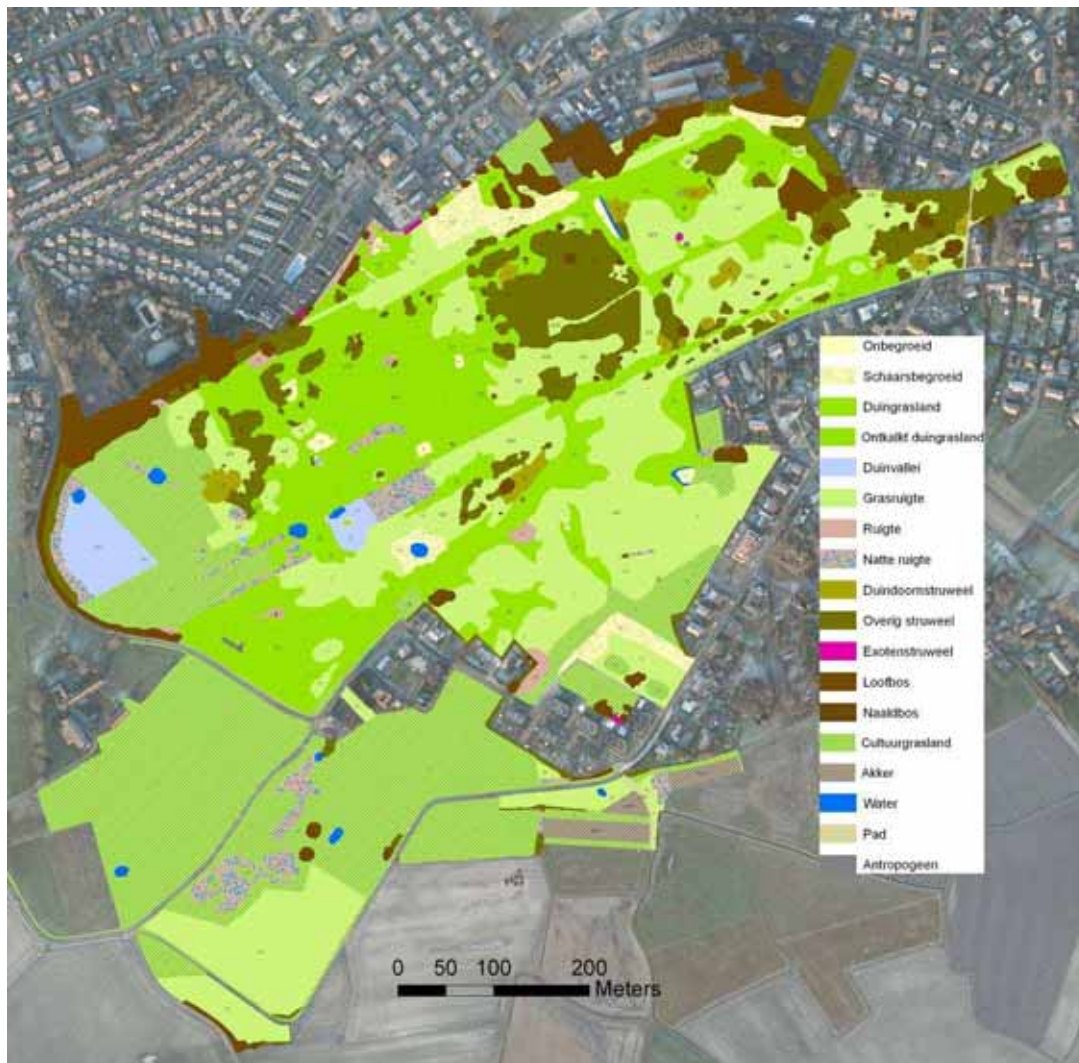 Onbegroeid
Schaarsbegroeid
Duingrasland
Ontkalkt duingrasland
Duinvallei
Grasruigte
Ruigte
Natte ruigte
Duindoornstruweel
Overig struweel
Exotenstruweel
Loofbos
Naaldbos
Cultuurgrasland
Akker
Water
Pad
Antropogeen
0 50 100 200
Meters